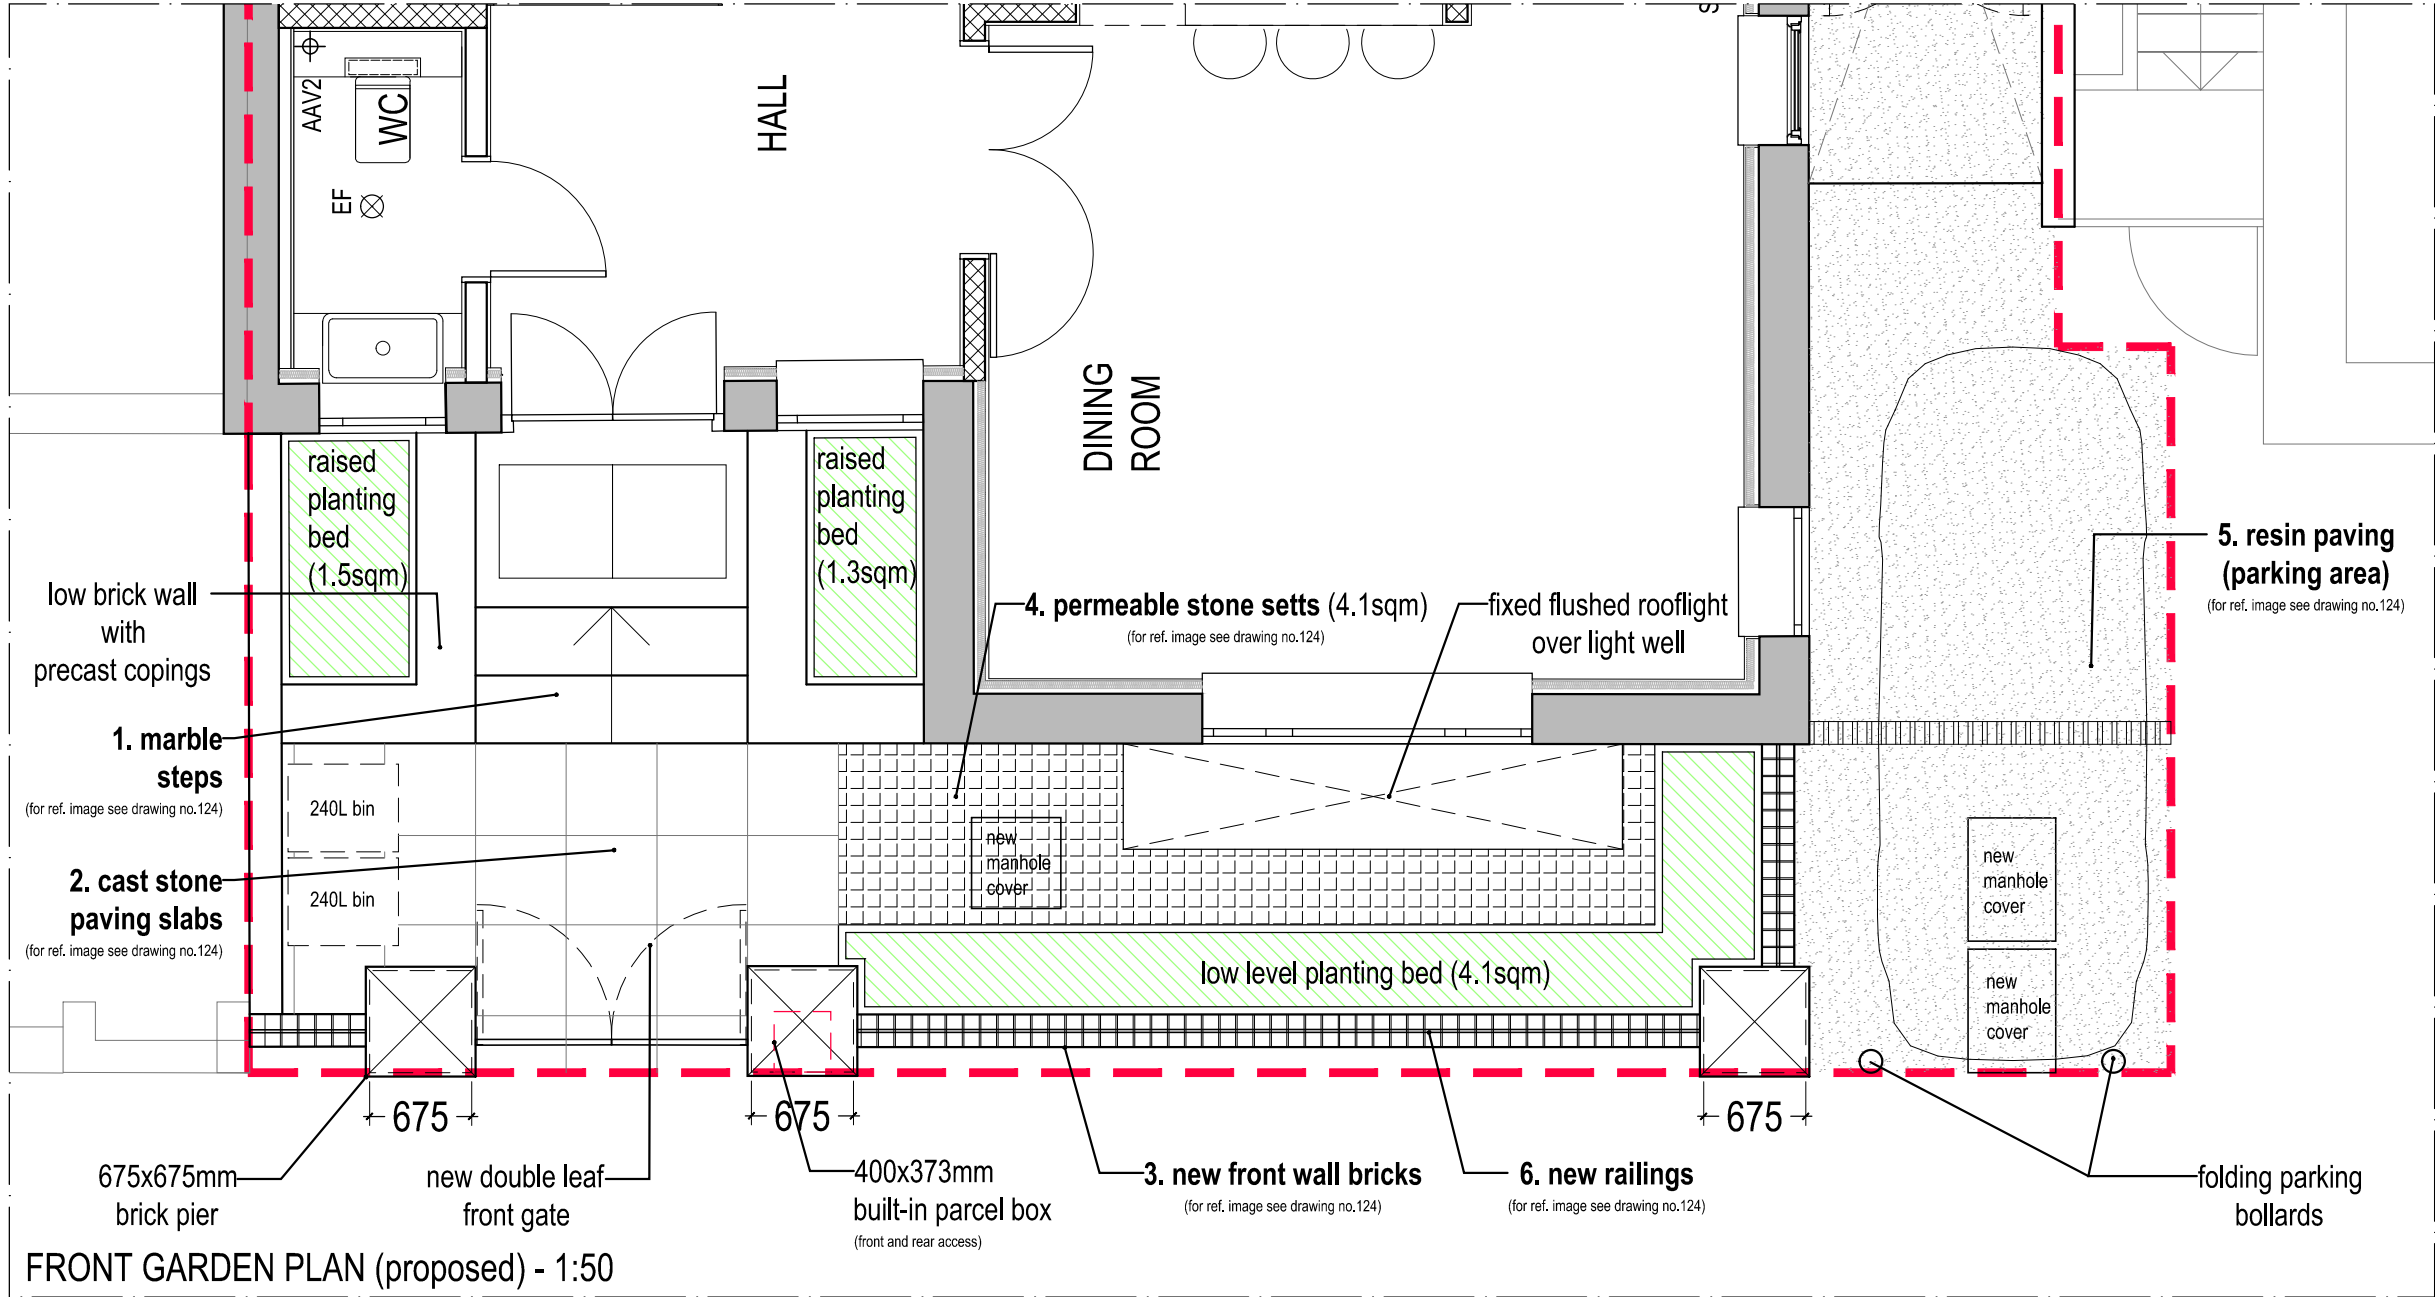 AAV2
WC
EF
HALL
DINING
ROOM
raised
planting
bed
(1.5sqm)
raised
planting
bed
(1.3sqm)
low brick wall
with
precast copings
1. marble
steps
(for ref. image see drawing no.124)
2. cast stone
paving slabs
(for ref. image see drawing no.124)
240L bin
240L bin
4. permeable stone setts (4.1sqm)
(for ref. image see drawing no.124)
fixed flushed rooflight
over light well
5. resin paving
(parking area)
(for ref. image see drawing no.124)
new
manhole
cover
low level planting bed (4.1sqm)
new
manhole
cover
new
manhole
cover
675
675
675
675x675mm
brick pier
new double leaf
front gate
400x373mm
built-in parcel box
(front and rear access)
3. new front wall bricks
(for ref. image see drawing no.124)
6. new railings
(for ref. image see drawing no.124)
folding parking
bollards
FRONT GARDEN PLAN (proposed) - 1:50